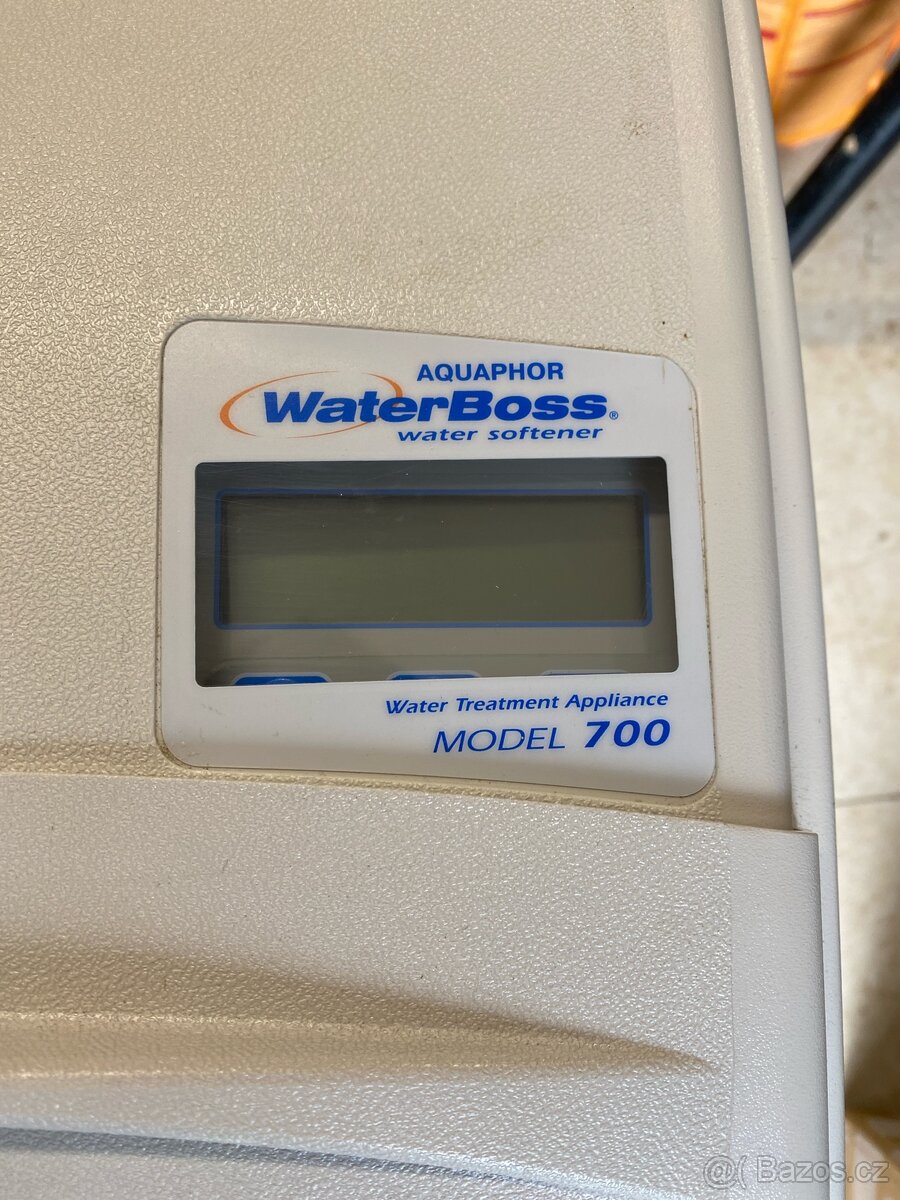 AQUAPHOR
WaterBoss®
water softener
Water Treatment Appliance
MODEL 700
@( Bazos.cz